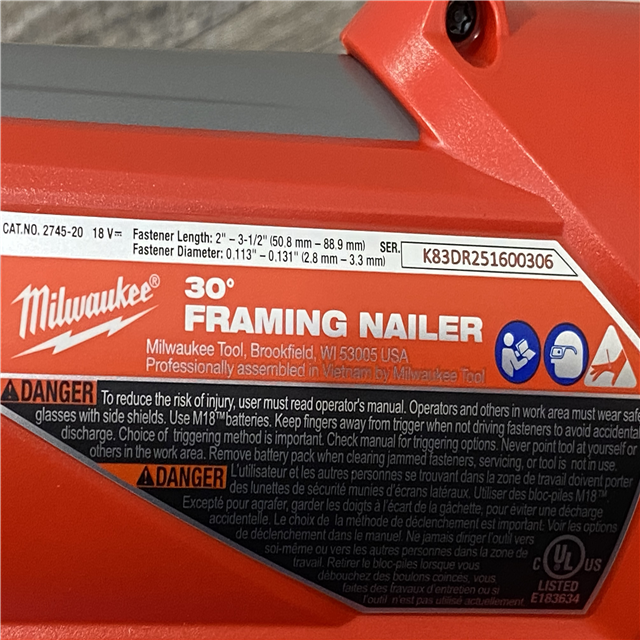 CAT.NO. 2745-20 18 V⎓ Fastener Length: 2" – 3-1/2" (50.8 mm – 88.9 mm) SER. K83DR251600306
Fastener Diameter: 0.113" – 0.131" (2.8 mm – 3.3 mm)
Milwaukee®
30°
FRAMING NAILER
Milwaukee Tool, Brookfield, WI 53005 USA
Professionally assembled in Vietnam by Milwaukee Tool
DANGER To reduce the risk of injury, user must read operator's manual. Operators and others in work area must wear safety
glasses with side shields. Use M18™ batteries. Keep fingers away from trigger when not driving fasteners to avoid accidental
discharge. Choice of triggering method is important. Check manual for triggering options. Never point tool at yourself or
others in the work area. Remove battery pack when clearing jammed fasteners, servicing, or tool is not in use.
DANGER L'utilisateur et les autres personnes se trouvant dans la zone de travail doivent porter
des lunettes de sécurité munies d'écrans latéraux. Utiliser des bloc-piles M18™.
Excepté pour agrafer, garder les doigts à l'écart de la gâchette, pour éviter une décharge
accidentelle. Le choix de la méthode de déclenchement est important. Voir les options
de déclenchement dans le manuel. Ne jamais diriger l'outil vers
soi-même ou vers les autres personnes dans la zone de
travail. Retirer le bloc-piles lorsque vous
débouchez des boulons coincés, vous
faites des travaux d'entretien ou si
l'outil n'est pas actuellement utilisé.
C UL US
LISTED
E183634